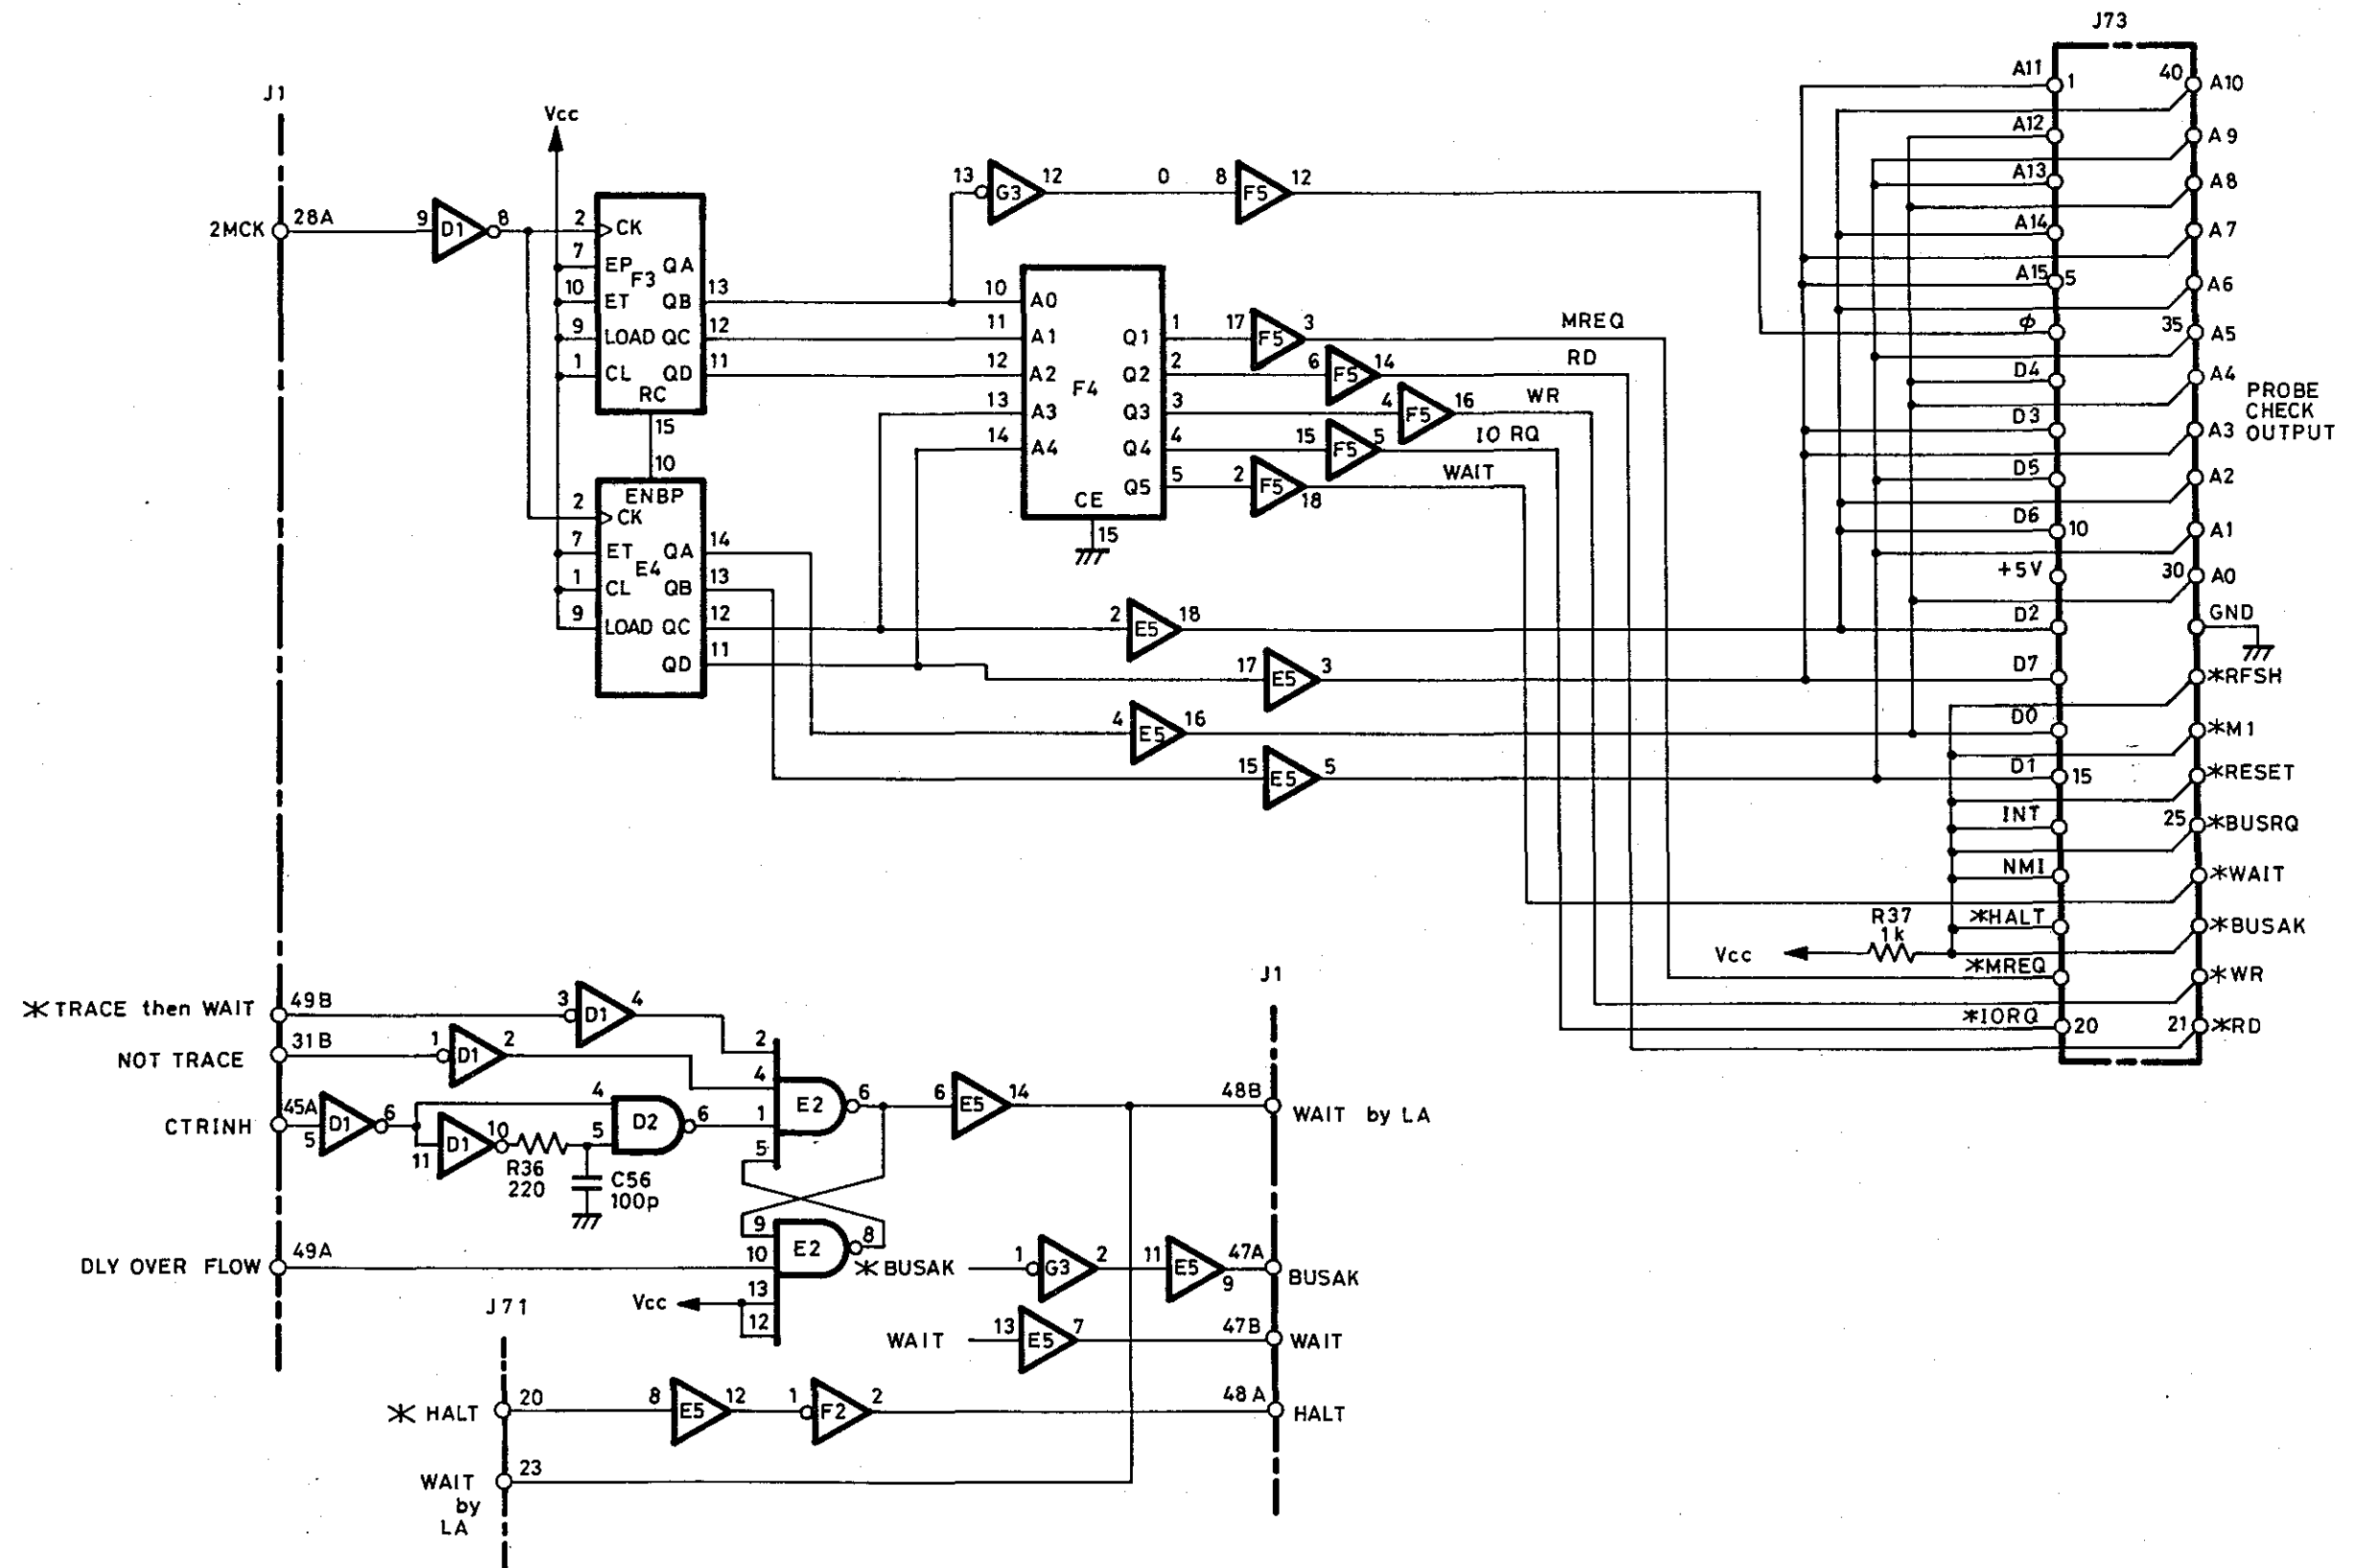 J73
J1
Vcc
2MCK 28A 9 D1 8
2 CK
7 EP QA
F3
10 ET QB 13
9 LOAD QC 12
1 CL QD 11
RC
15
10
ENBP
2 CK
7 ET QA 14
E4
1 CL QB 13
9 LOAD QC 12
QD 11
13 G3 12 0 8 F5 12
10 A0
11 A1 Q1 1 17 F5 3 MREQ
12 A2 Q2 2 6 F5 14 RD
F4
13 A3 Q3 3 4 F5 16 WR
14 A4 Q4 4 15 F5 5 IO RQ
Q5 5 2 F5 18 WAIT
CE
15
2 E5 18
17 E5 3
4 E5 16
15 E5 5
A11 1 40 A10
A12 A9
A13 A8
A14 A7
A15 5 A6
ϕ 35 A5
D4 A4
D3 A3
D5 A2
D6 10 A1
+5V 30 A0
D2 GND
D7 *RFSH
D0 *M1
D1 15 *RESET
INT 25 *BUSRQ
NMI *WAIT
*HALT *BUSAK
*MREQ *WR
*IORQ 20 21 *RD
PROBE
CHECK
OUTPUT
R37
1k
Vcc
*TRACE then WAIT 49B 3 D1 4
NOT TRACE 31B 1 D1 2
CTRINH 45A 5 D1 6
11 D1 10
R36
220
C56
100p
4 5 D2 6
2 4 1 5 E2 6
6 E5 14 48B WAIT by LA
J1
DLY OVER FLOW 49A
9 10 13 12 E2 8
Vcc
*BUSAK 1 G3 2 11 E5 9 47A BUSAK
WAIT 13 E5 7 47B WAIT
J71
*HALT 20 8 E5 12 1 F2 2 48A HALT
WAIT 23
by
LA